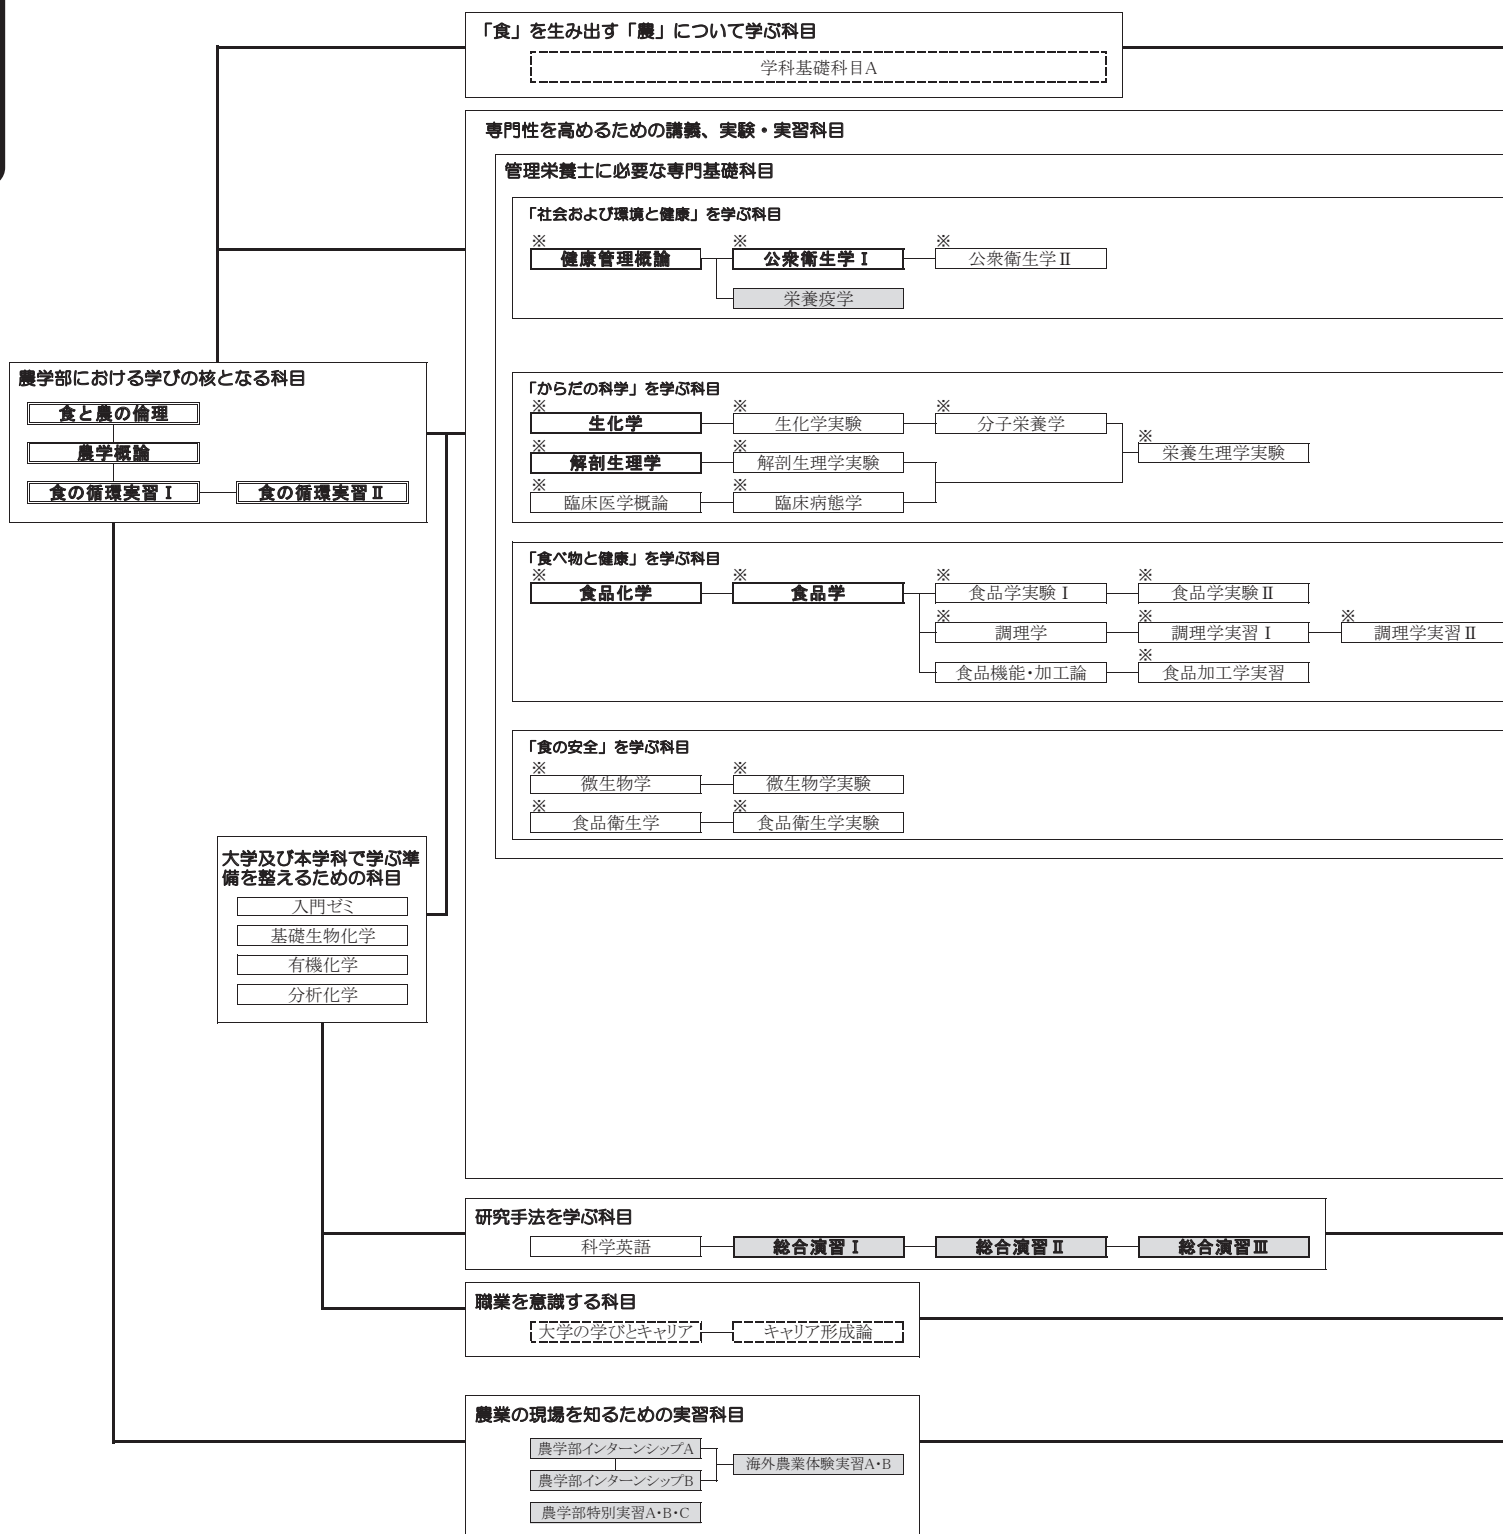 「食」を生み出す「農」について学ぶ科目
学科基礎科目A
専門性を高めるための講義、実験・実習科目
管理栄養士に必要な専門基礎科目
「社会および環境と健康」を学ぶ科目
※ ※ ※
健康管理概論 公衆衛生学Ⅰ 公衆衛生学Ⅱ
栄養疫学
農学部における学びの核となる科目
食と農の倫理
農学概論
食の循環実習Ⅰ 食の循環実習Ⅱ
「からだの科学」を学ぶ科目
※ ※ ※
生化学 生化学実験 分子栄養学
※ ※ ※
解剖生理学 解剖生理学実験 栄養生理学実験
※ ※
臨床医学概論 臨床病態学
「食べ物と健康」を学ぶ科目
※ ※ ※ ※
食品化学 食品学 食品学実験Ⅰ 食品学実験Ⅱ
※ ※ ※
調理学 調理学実習Ⅰ 調理学実習Ⅱ
※
食品機能・加工論 食品加工学実習
「食の安全」を学ぶ科目
※ ※
微生物学 微生物学実験
※ ※
食品衛生学 食品衛生学実験
大学及び本学科で学ぶ準
備を整えるための科目
入門ゼミ
基礎生物化学
有機化学
分析化学
研究手法を学ぶ科目
科学英語 総合演習Ⅰ 総合演習Ⅱ 総合演習Ⅲ
職業を意識する科目
大学の学びとキャリア キャリア形成論
農業の現場を知るための実習科目
農学部インターンシップA
海外農業体験実習A・B
農学部インターンシップB
農学部特別実習A・B・C